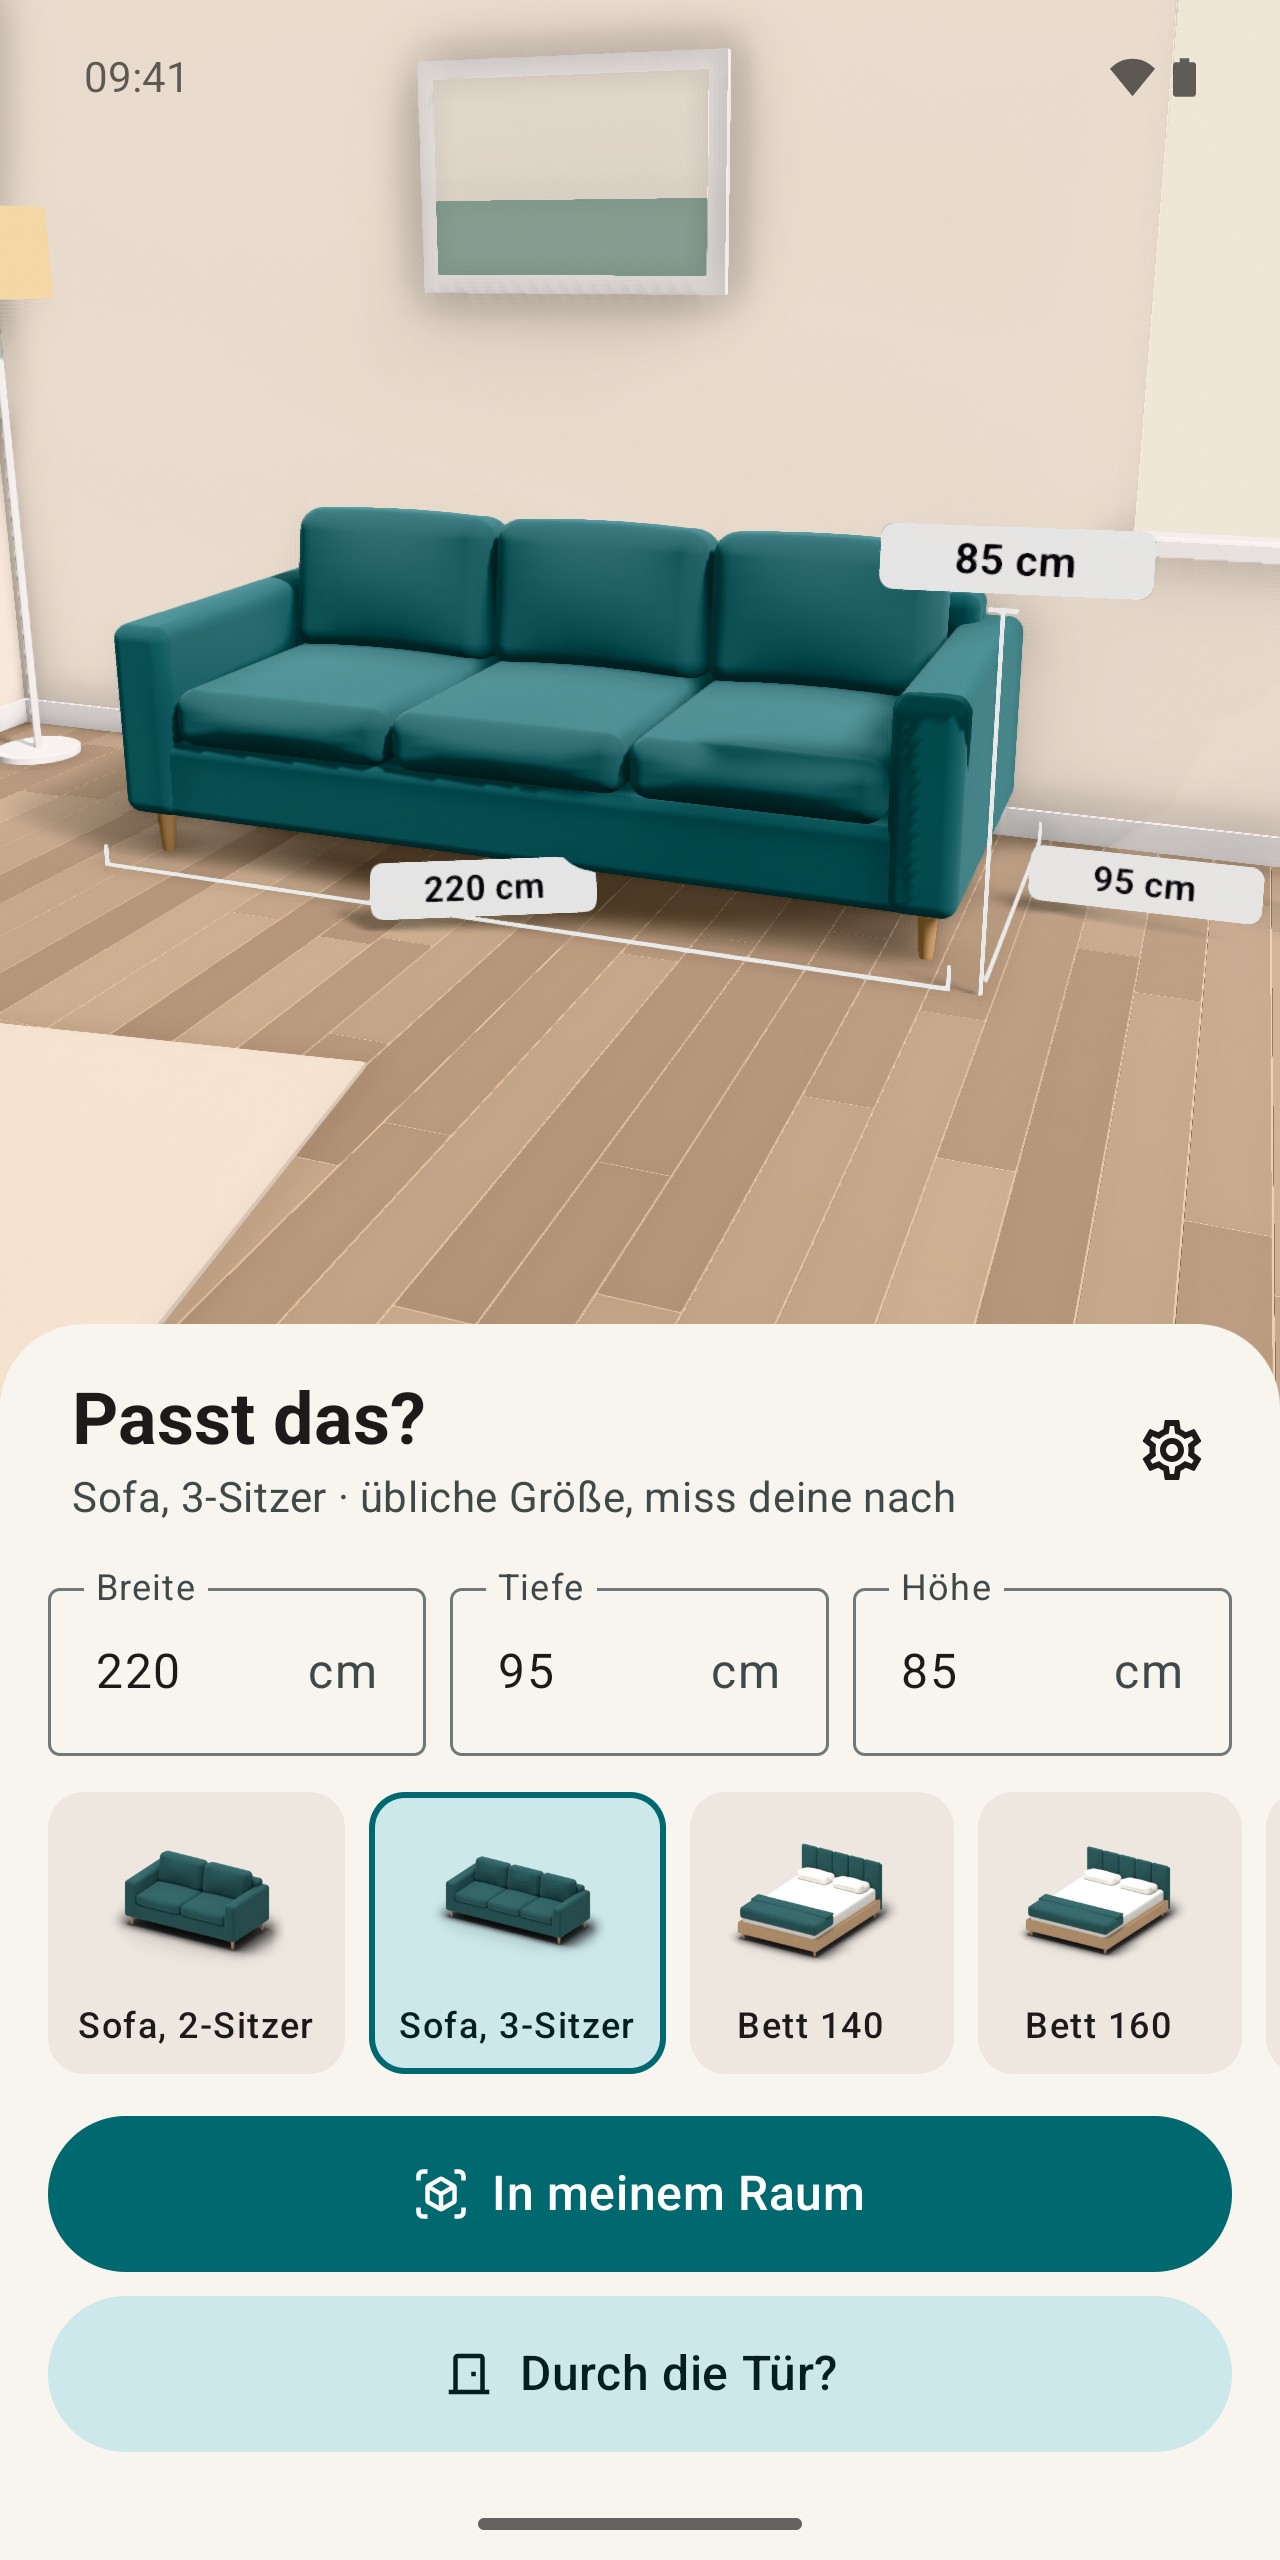 09:41
85 cm
220 cm
95 cm
Passt das?
Sofa, 3-Sitzer · übliche Größe, miss deine nach
Breite
Tiefe
Höhe
220 cm
95 cm
85 cm
Sofa, 2-Sitzer
Sofa, 3-Sitzer
Bett 140
Bett 160
In meinem Raum
Durch die Tür?